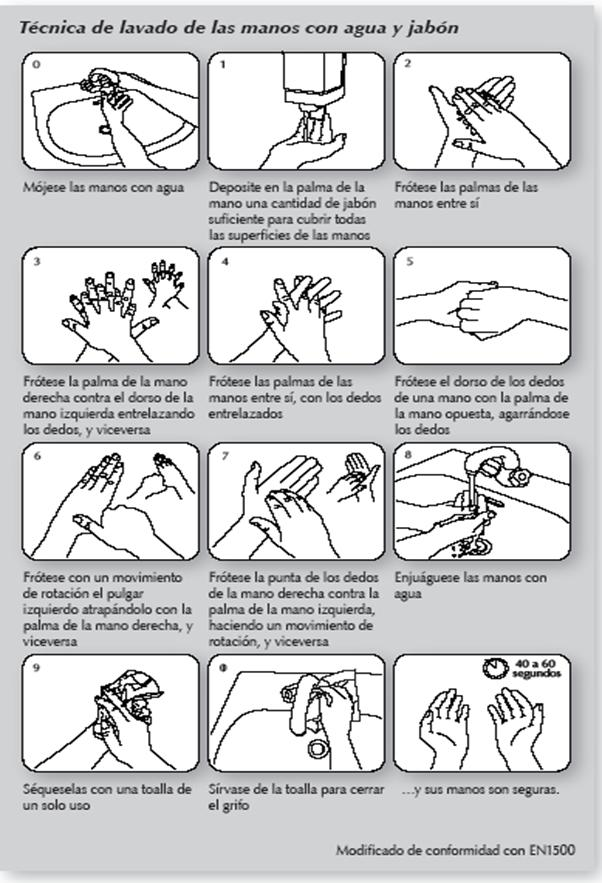 Técnica de lavado de las manos con agua y jabón
0
Mójese las manos con agua
1
Deposite en la palma de la
mano una cantidad de jabón
suficiente para cubrir todas
las superficies de las manos
2
Frótese las palmas de las
manos entre sí
3
Frótese la palma de la mano
derecha contra el dorso de la
mano izquierda entrelazando
los dedos, y viceversa
4
Frótese las palmas de las
manos entre sí, con los dedos
entrelazados
5
Frótese el dorso de los dedos
de una mano con la palma de
la mano opuesta, agarrándose
los dedos
6
Frótese con un movimiento
de rotación el pulgar
izquierdo atrapándolo con la
palma de la mano derecha, y
viceversa
7
Frótese la punta de los dedos
de la mano derecha contra la
palma de la mano izquierda,
haciendo un movimiento de
rotación, y viceversa
8
Enjuáguese las manos con
agua
9
Séqueselas con una toalla de
un solo uso
Sírvase de la toalla para cerrar
el grifo
40 a 60
segundos
...y sus manos son seguras.
Modificado de conformidad con EN1500